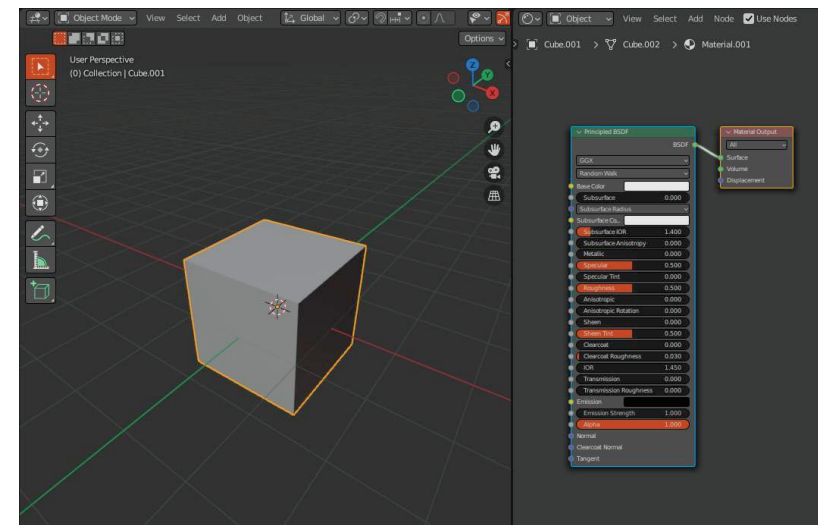 Object Mode View Select Add Object Global
Options
User Perspective
(0) Collection | Cube.001
Z
Y
X
Object View Select Add Node Use Nodes
Cube.001 > Cube.002 > Material.001
Principled BSDF
BSDF
GGX
Random Walk
Base Color
Subsurface 0.000
Subsurface Radius
Subsurface Co..
Subsurface IOR 1.400
Subsurface Anisotropy 0.000
Metallic 0.000
Specular 0.500
Specular Tint 0.000
Roughness 0.500
Anisotropic 0.000
Anisotropic Rotation 0.000
Sheen 0.000
Sheen Tint 0.500
Clearcoat 0.000
Clearcoat Roughness 0.030
IOR 1.450
Transmission 0.000
Transmission Roughness 0.000
Emission
Emission Strength 1.000
Alpha 1.000
Normal
Clearcoat Normal
Tangent
Material Output
All
Surface
Volume
Displacement